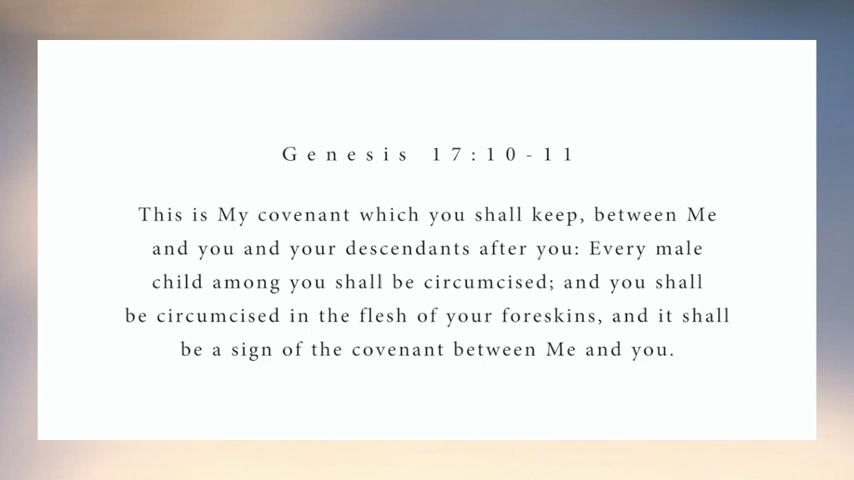 Genesis 17:10-11
This is My covenant which you shall keep, between Me
and you and your descendants after you: Every male
child among you shall be circumcised; and you shall
be circumcised in the flesh of your foreskins, and it shall
be a sign of the covenant between Me and you.